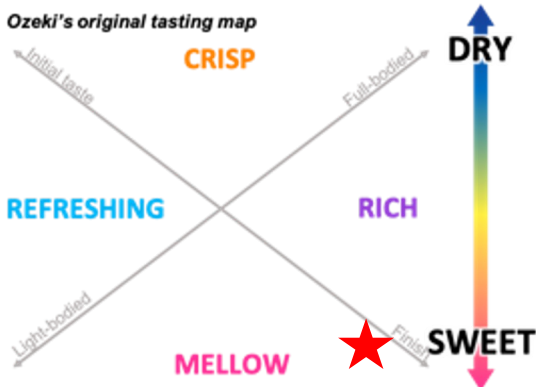 Ozeki's original tasting map
CRISP
DRY
Initial taste
Full-bodied
REFRESHING
RICH
Light-bodied
Finish
SWEET
MELLOW